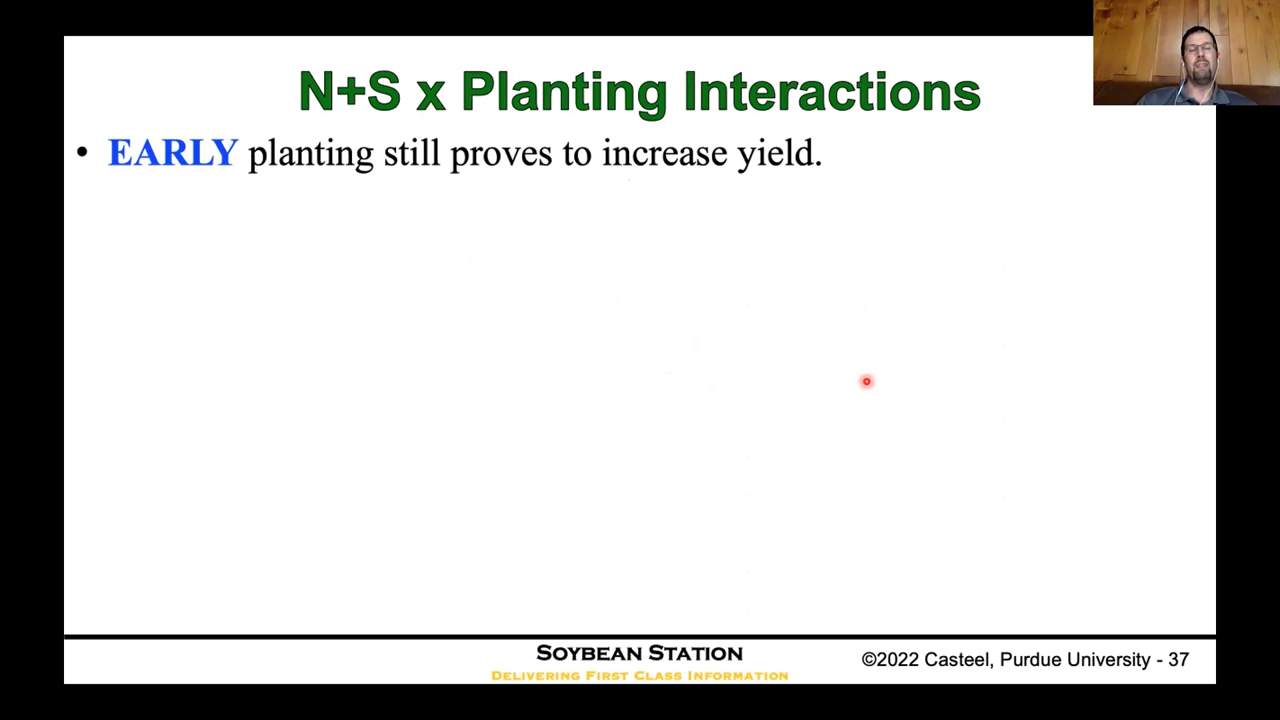 N+S x Planting Interactions
• EARLY planting still proves to increase yield.
SOYBEAN STATION
DELIVERING FIRST CLASS INFORMATION
©2022 Casteel, Purdue University - 37